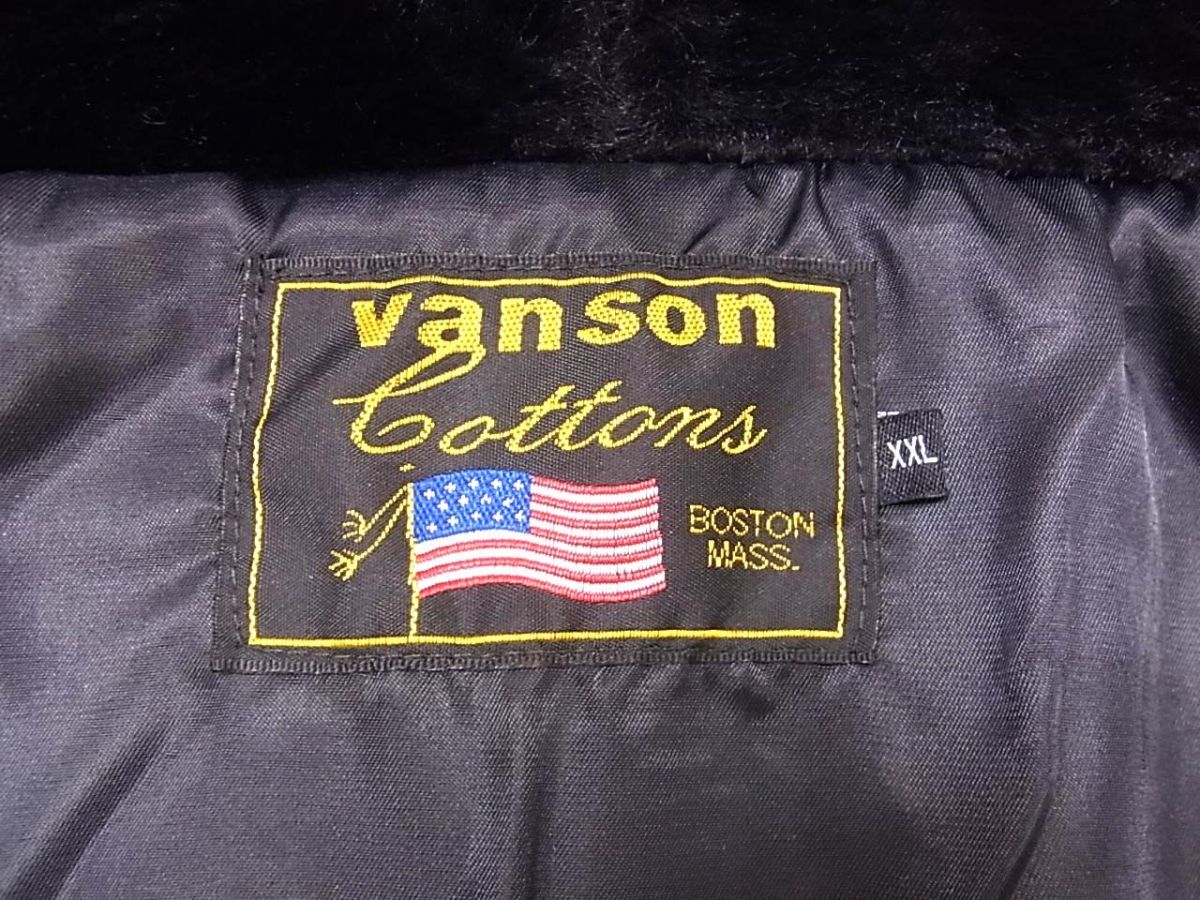 vanson
Cottons
BOSTON
MASS.
XXL